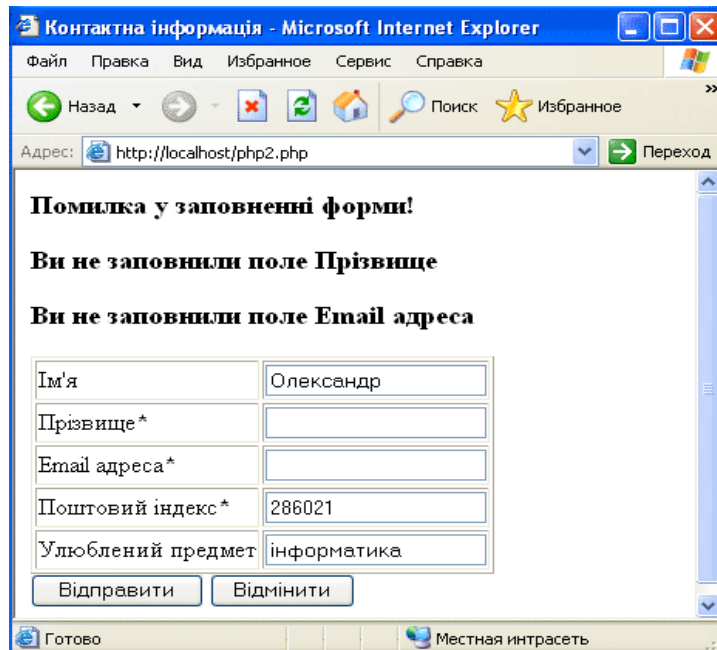 Контактна інформація - Microsoft Internet Explorer
Файл Правка Вид Избранное Сервис Справка
Назад Поиск Избранное »
Адрес: http://localhost/php2.php Переход
Помилка у заповненні форми!
Ви не заповнили поле Прізвище
Ви не заповнили поле Email адреса
Ім'я Олександр
Прізвище*
Email адреса*
Поштовий індекс* 286021
Улюблений предмет інформатика
Відправити Відмінити
Готово Местная интрасеть